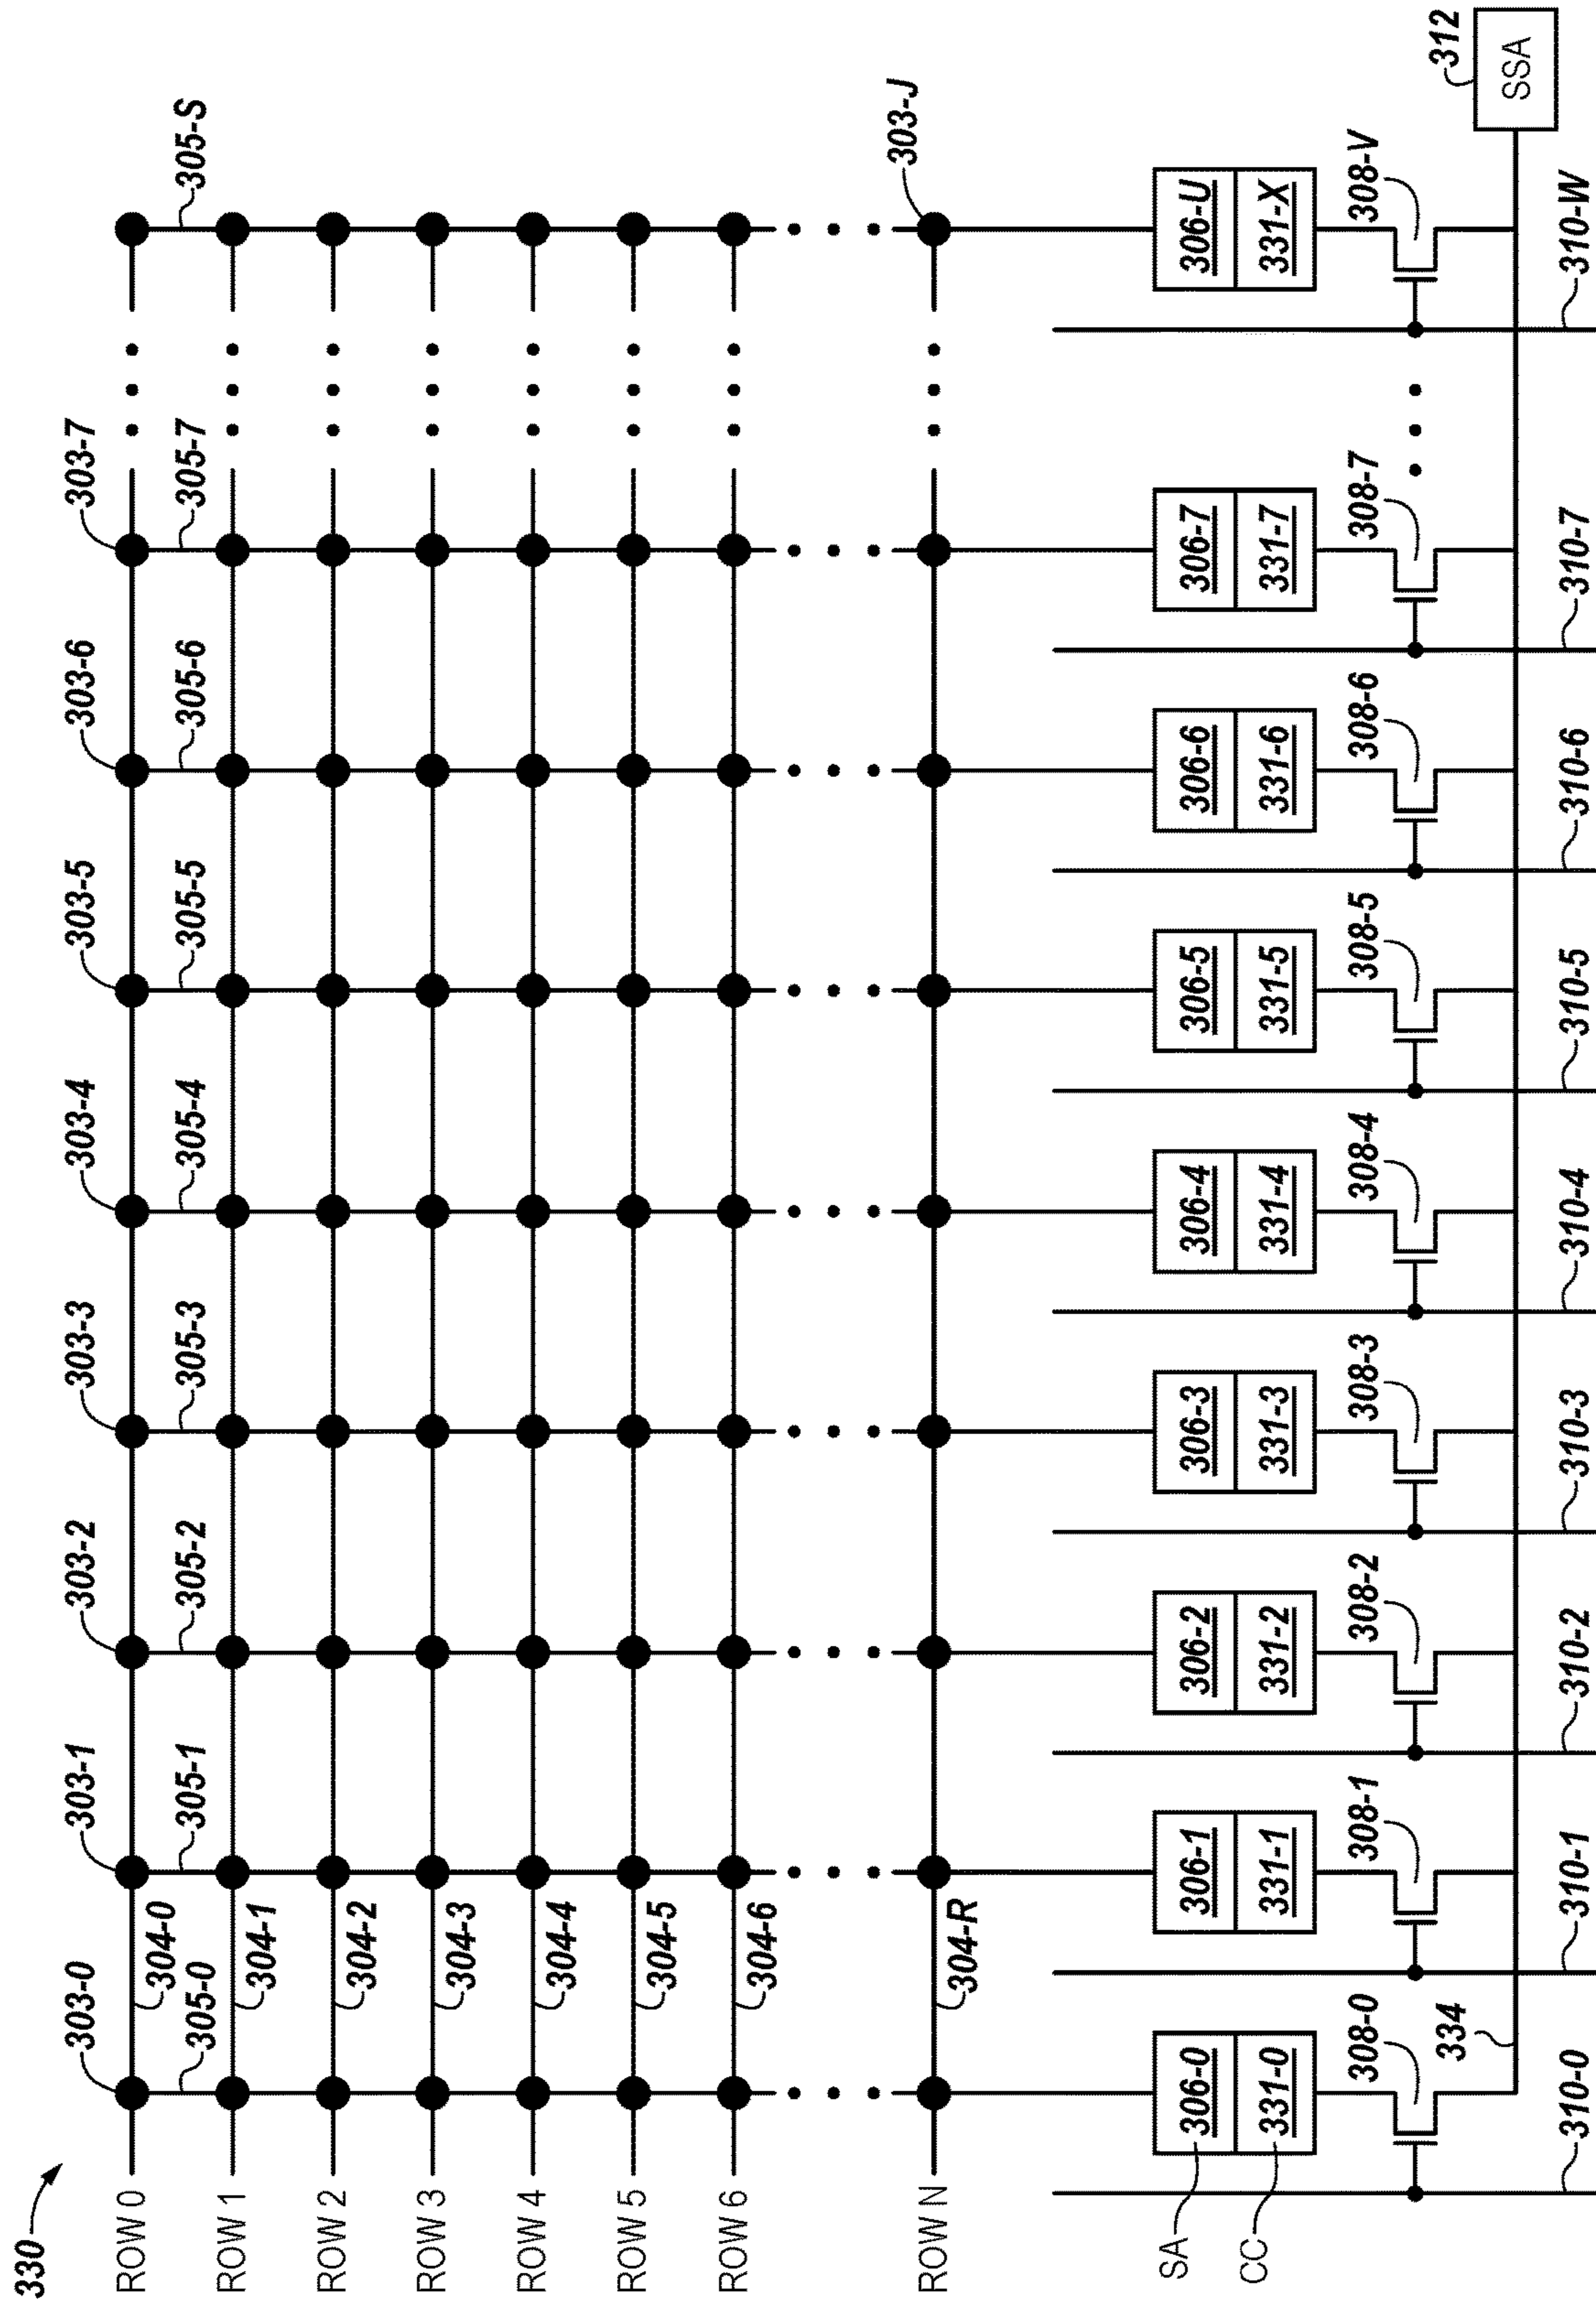 330
303-0 303-1 303-2 303-3 303-4 303-5 303-6 303-7
305-0 305-1 305-2 305-3 305-4 305-5 305-6 305-7 305-S
ROW 0 304-0
ROW 1 304-1
ROW 2 304-2
ROW 3 304-3
ROW 4 304-4
ROW 5 304-5
ROW 6 304-6
303-J
ROW N 304-R
SA 306-0 306-1 306-2 306-3 306-4 306-5 306-6 306-7 306-U
CC 331-0 331-1 331-2 331-3 331-4 331-5 331-6 331-7 331-X
308-0 308-1 308-2 308-3 308-4 308-5 308-6 308-7 308-V
334 312
SSA
310-0 310-1 310-2 310-3 310-4 310-5 310-6 310-7 310-W